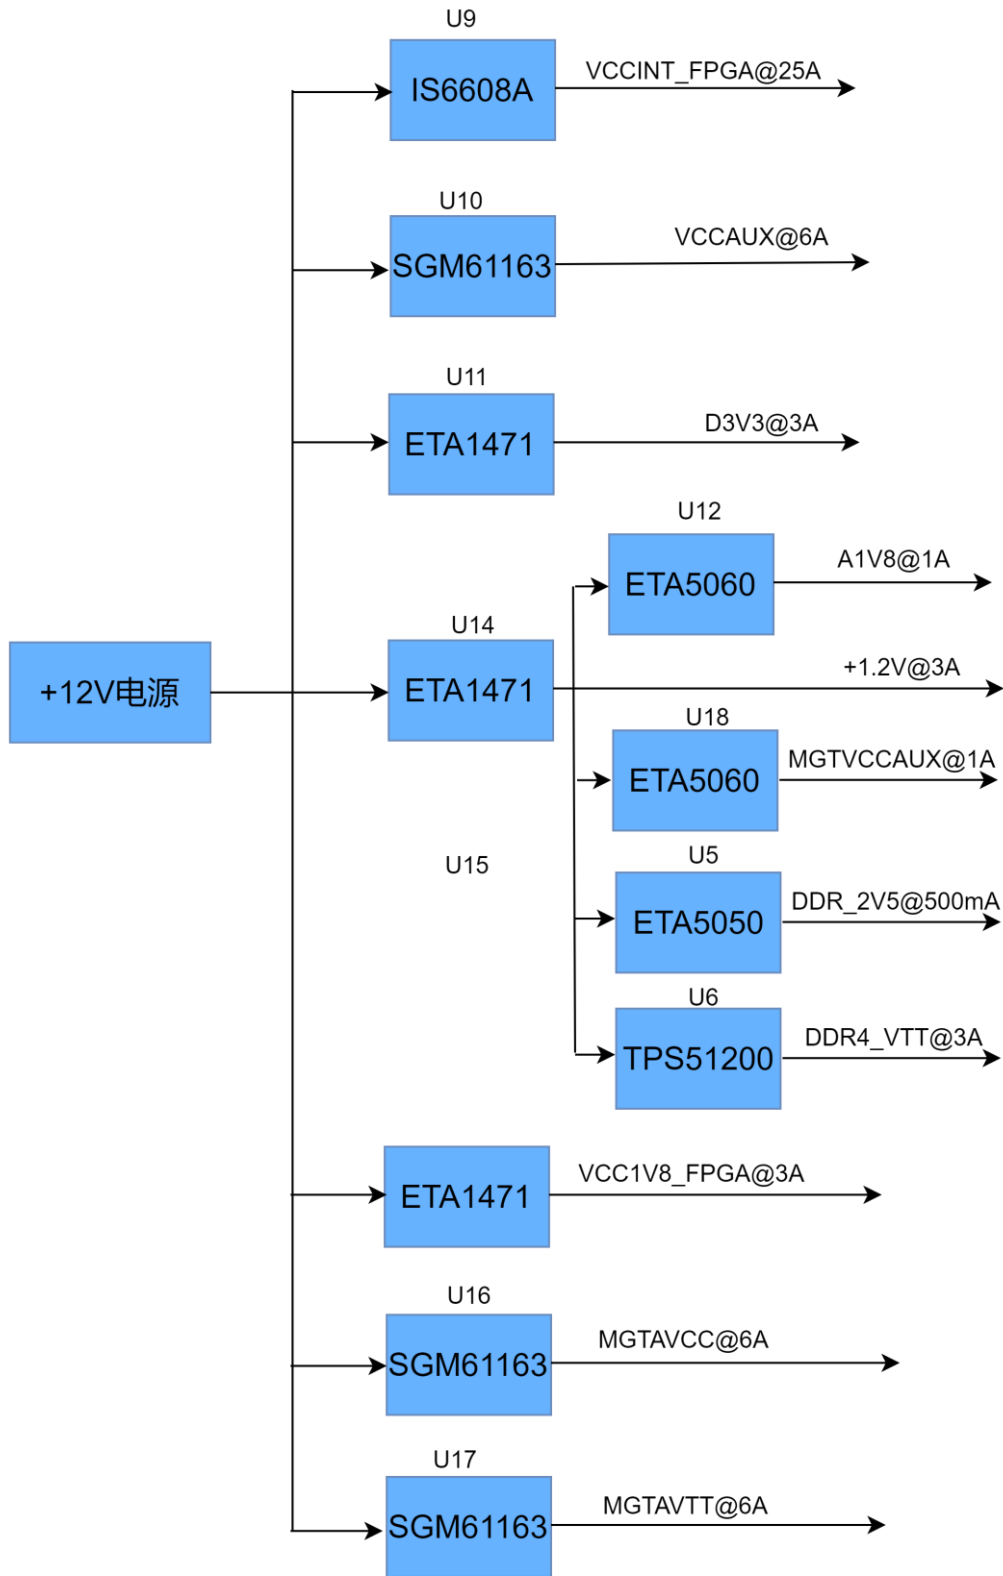 U9
IS6608A
VCCINT_FPGA@25A
U10
SGM61163
VCCAUX@6A
U11
ETA1471
D3V3@3A
U12
ETA5060
A1V8@1A
+12V电源
U14
ETA1471
+1.2V@3A
U18
ETA5060
MGTVCCAUX@1A
U15
U5
ETA5050
DDR_2V5@500mA
U6
TPS51200
DDR4_VTT@3A
ETA1471
VCC1V8_FPGA@3A
U16
SGM61163
MGTAVCC@6A
U17
SGM61163
MGTAVTT@6A